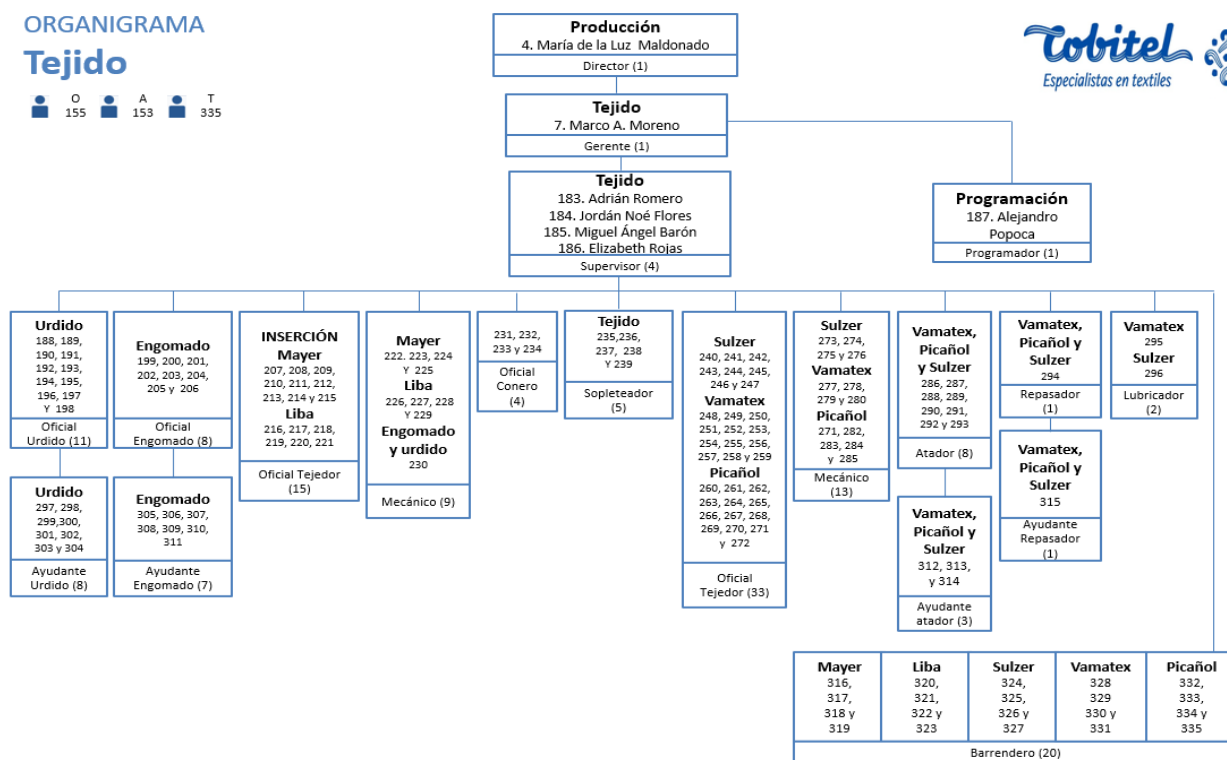 ORGANIGRAMA
Tejido
O
155
A
153
T
335
Tobitel
Especialistas en textiles
Producción
4. María de la Luz Maldonado
Director (1)
Tejido
7. Marco A. Moreno
Gerente (1)
Tejido
183. Adrián Romero
184. Jordán Noé Flores
185. Miguel Ángel Barón
186. Elizabeth Rojas
Supervisor (4)
Programación
187. Alejandro
Popoca
Programador (1)
Urdido
188, 189,
190, 191,
192, 193,
194, 195,
196, 197
Y 198
Oficial
Urdido (11)
Urdido
297, 298,
299,300,
301, 302,
303 y 304
Ayudante
Urdido (8)
Engomado
199, 200, 201,
202, 203, 204,
205 y 206
Oficial
Engomado (8)
Engomado
305, 306, 307,
308, 309, 310,
311
Ayudante
Engomado (7)
INSERCIÓN
Mayer
207, 208, 209,
210, 211, 212,
213, 214 y 215
Liba
216, 217, 218,
219, 220, 221
Oficial Tejedor
(15)
Mayer
222. 223, 224
Y 225
Liba
226, 227, 228
Y 229
Engomado
y urdido
230
Mecánico (9)
231, 232,
233 y 234
Oficial
Conero
(4)
Tejido
235,236,
237, 238
Y 239
Sopleteador
(5)
Sulzer
240, 241, 242,
243, 244, 245,
246 y 247
Vamatex
248, 249, 250,
251, 252, 253,
254, 255, 256,
257, 258 y 259
Picañol
260, 261, 262,
263, 264, 265,
266, 267, 268,
269, 270, 271
y 272
Oficial
Tejedor (33)
Sulzer
273, 274,
275 y 276
Vamatex
277, 278,
279 y 280
Picañol
271, 282,
283, 284
y 285
Mecánico
(13)
Vamatex,
Picañol
y Sulzer
286, 287,
288, 289,
290, 291,
292 y 293
Atador (8)
Vamatex,
Picañol y
Sulzer
312, 313,
y 314
Ayudante
atador (3)
Vamatex,
Picañol y
Sulzer
294
Repasador
(1)
Vamatex,
Picañol y
Sulzer
315
Ayudante
Repasador
(1)
Vamatex
295
Sulzer
296
Lubricador
(2)
Mayer
316,
317,
318 y
319
Liba
320,
321,
322 y
323
Sulzer
324,
325,
326 y
327
Vamatex
328
329
330 y
331
Picañol
332,
333,
334 y
335
Barrendero (20)